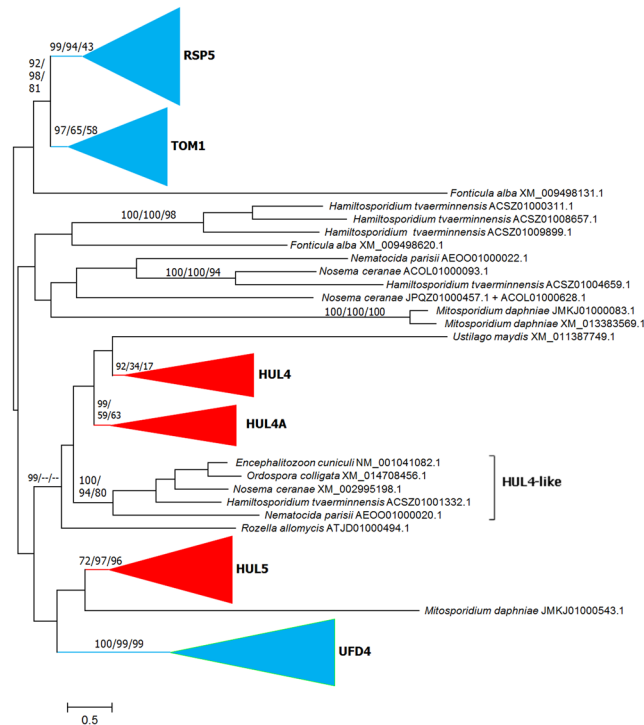 99/94/43
RSP5
92/
98/
81
97/65/58
TOM1
Fonticula alba XM_009498131.1
Hamiltosporidium tvaerminnensis ACSZ01000311.1
Hamiltosporidium tvaerminnensis ACSZ01008657.1
100/100/98
Hamiltosporidium tvaerminnensis ACSZ01009899.1
Fonticula alba XM_009498620.1
Nematocida parisii AEOO01000022.1
100/100/94
Nosema ceranae ACOL01000093.1
Hamiltosporidium tvaerminnensis ACSZ01004659.1
Nosema ceranae JPQZ01000457.1 + ACOL01000628.1
100/100/100
Mitosporidium daphniae JMKJ01000083.1
Mitosporidium daphniae XM_013383569.1
Ustilago maydis XM_011387749.1
92/34/17
HUL4
99
59/63
HUL4A
99/--/--
100/
94/80
Encephalitozoon cuniculi NM_001041082.1
Ordospora colligata XM_014708456.1
Nosema ceranae XM_002995198.1
Hamiltosporidium tvaerminnensis ACSZ01001332.1
Nematocida parisii AEOO01000020.1
HUL4-like
Rozella allomycis ATJD01000494.1
72/97/96
HUL5
Mitosporidium daphniae JMKJ01000543.1
100/99/99
UFD4
0.5